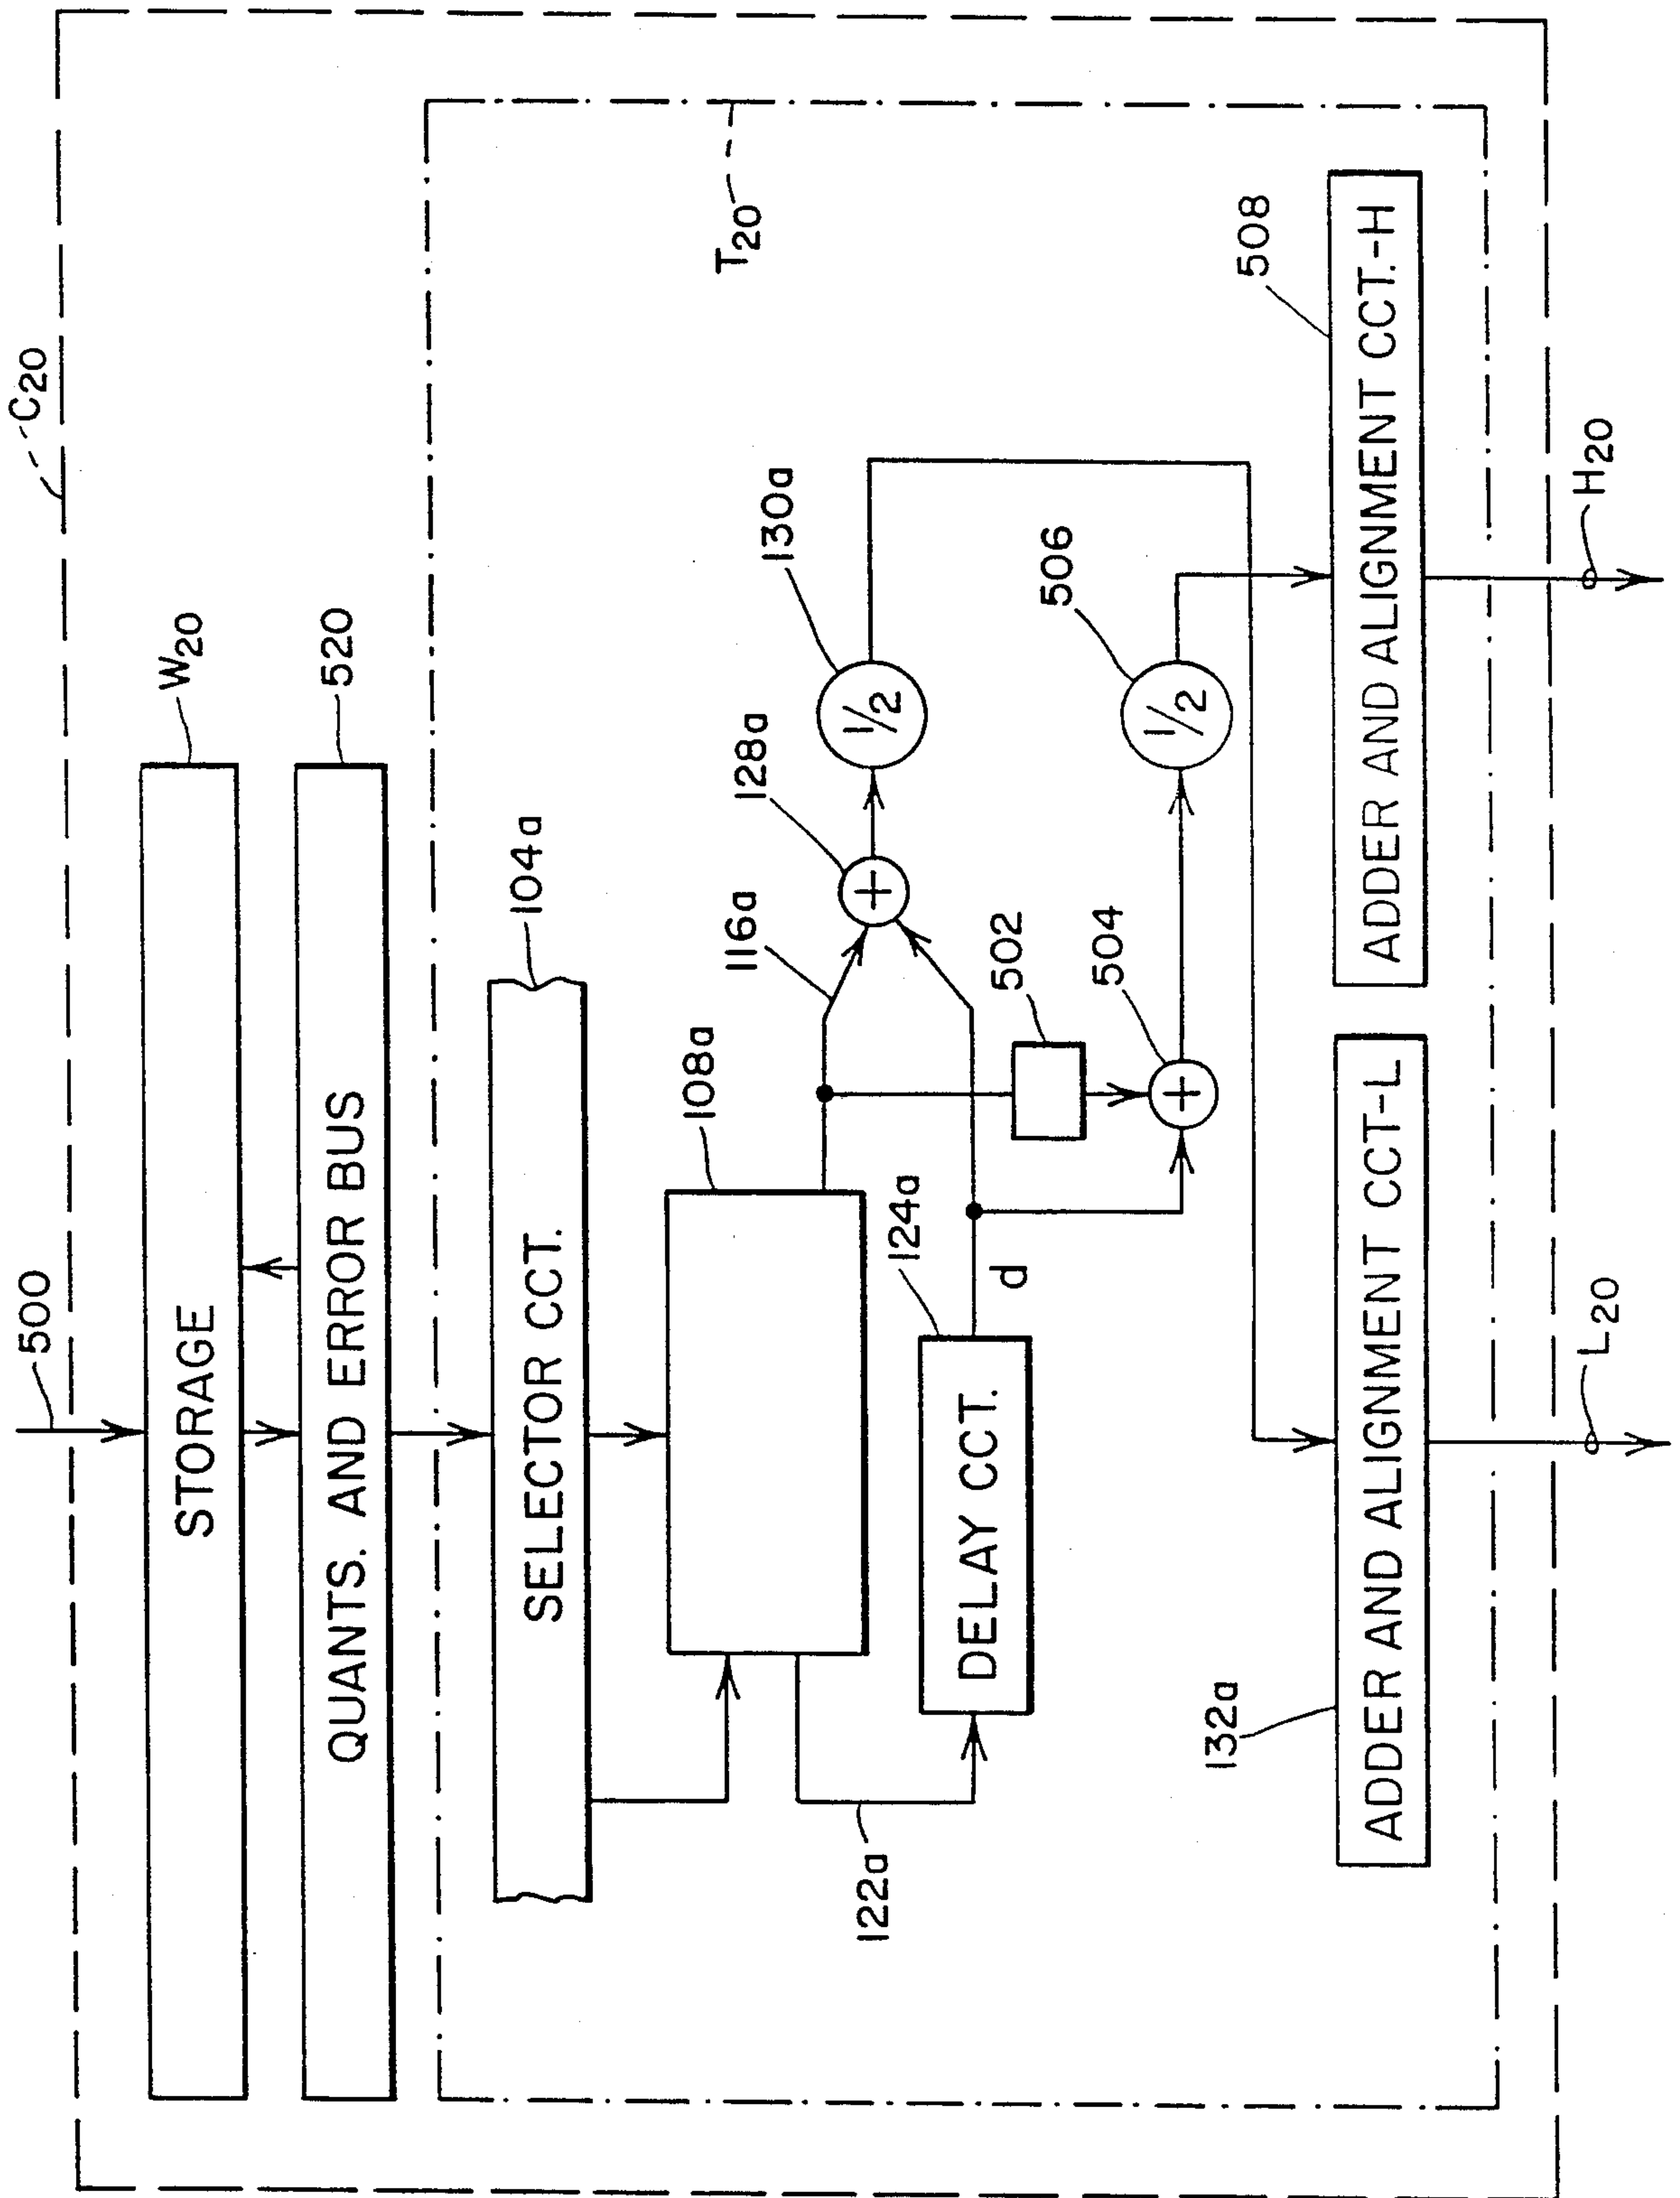 C20
500
STORAGE
W20
QUANTS. AND ERROR BUS
520
T20
SELECTOR CCT.
104a
108a
116a
128a
130a
1/2
+
122a
DELAY CCT.
124a
d
502
504
+
506
1/2
132a
ADDER AND ALIGNMENT CCT-L
508
ADDER AND ALIGNMENT CCT.-H
L20
H20